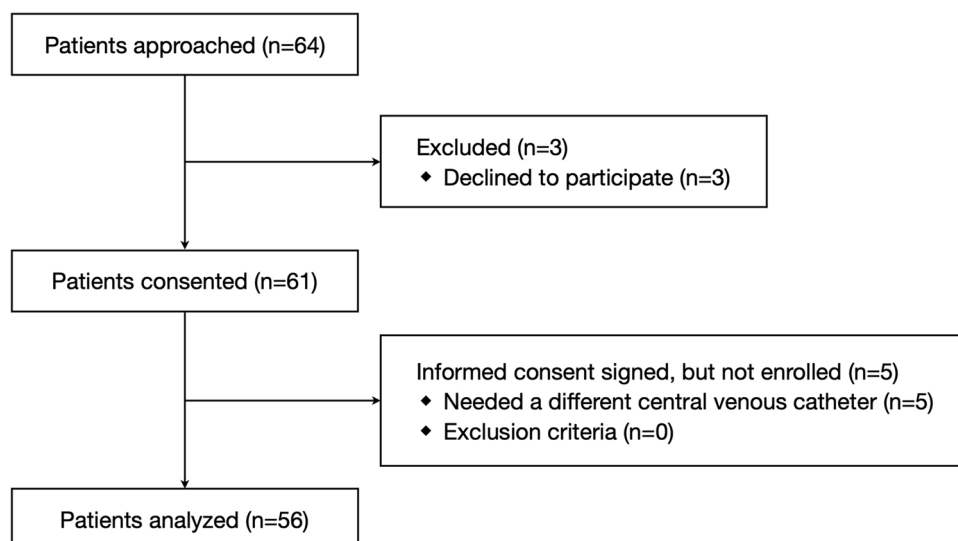 Patients approached (n=64)
Excluded (n=3)
◆ Declined to participate (n=3)
Patients consented (n=61)
Informed consent signed, but not enrolled (n=5)
◆ Needed a different central venous catheter (n=5)
◆ Exclusion criteria (n=0)
Patients analyzed (n=56)